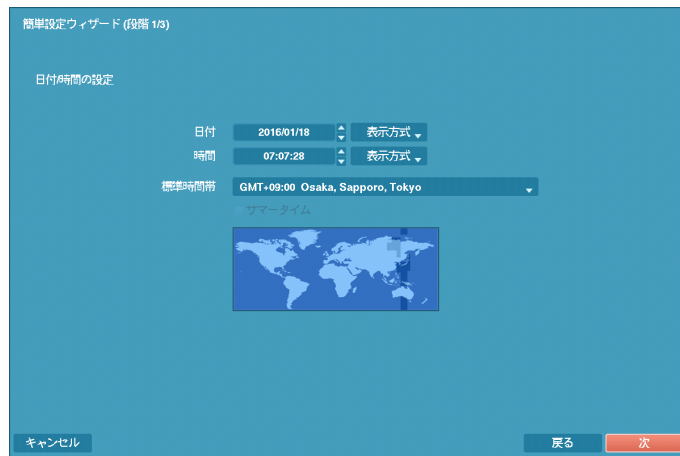 簡単設定ウィザード (段階 1/3)
日付/時間の設定
日付 2016/01/18 表示方式
時間 07:07:28 表示方式
標準時間帯 GMT+09:00 Osaka, Sapporo, Tokyo
サマータイム
キャンセル 戻る 次